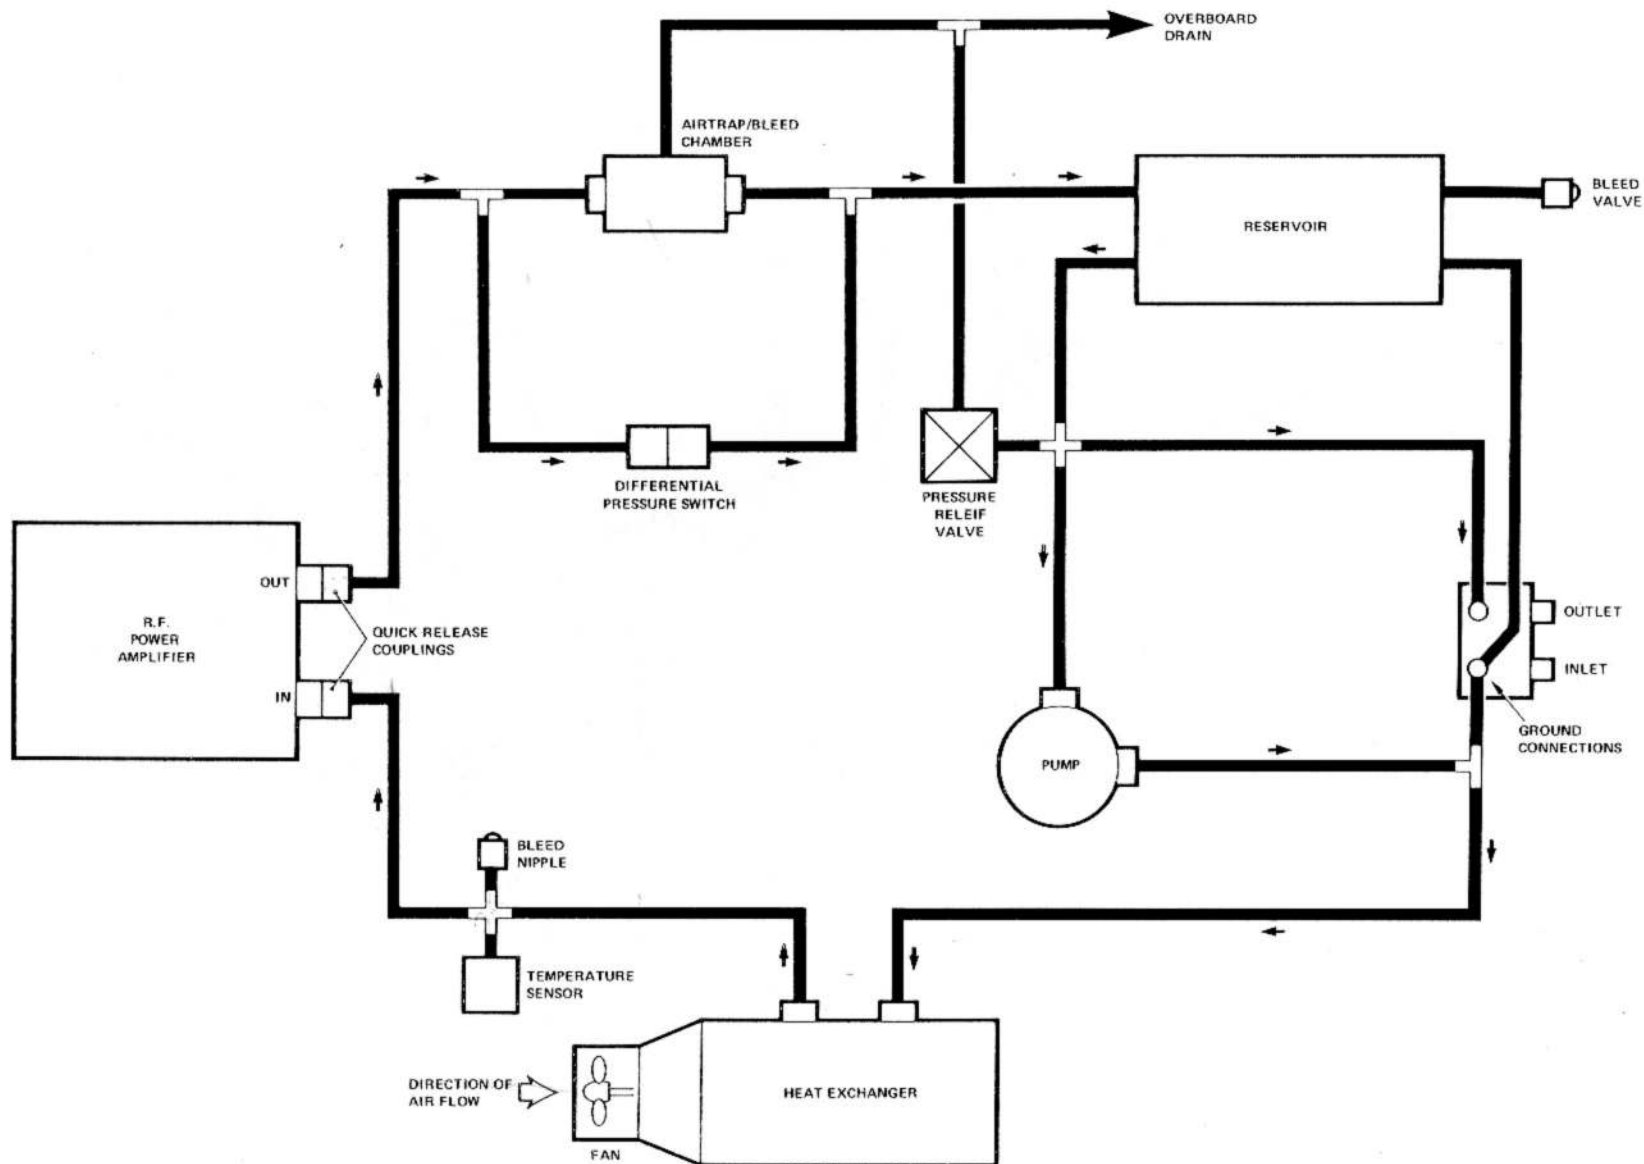 OVERBOARD
DRAIN
AIRTRAP/BLEED
CHAMBER
BLEED
VALVE
RESERVOIR
DIFFERENTIAL
PRESSURE SWITCH
PRESSURE
RELEIF
VALVE
OUT
R.F.
POWER
AMPLIFIER
QUICK RELEASE
COUPLINGS
IN
OUTLET
INLET
GROUND
CONNECTIONS
PUMP
BLEED
NIPPLE
TEMPERATURE
SENSOR
DIRECTION OF
AIR FLOW
HEAT EXCHANGER
FAN